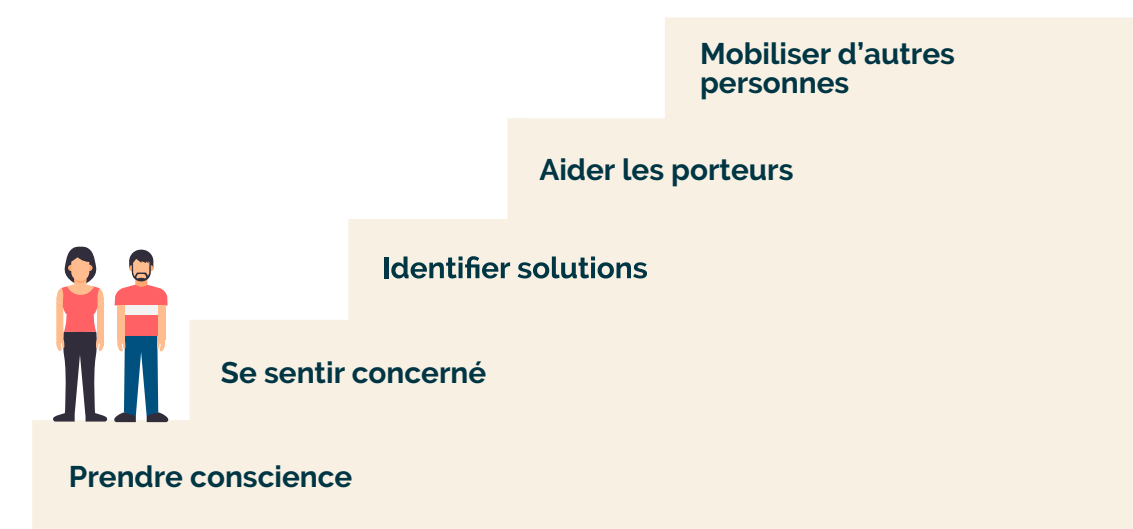 Mobiliser d’autres
personnes
Aider les porteurs
Identifier solutions
Se sentir concerné
Prendre conscience